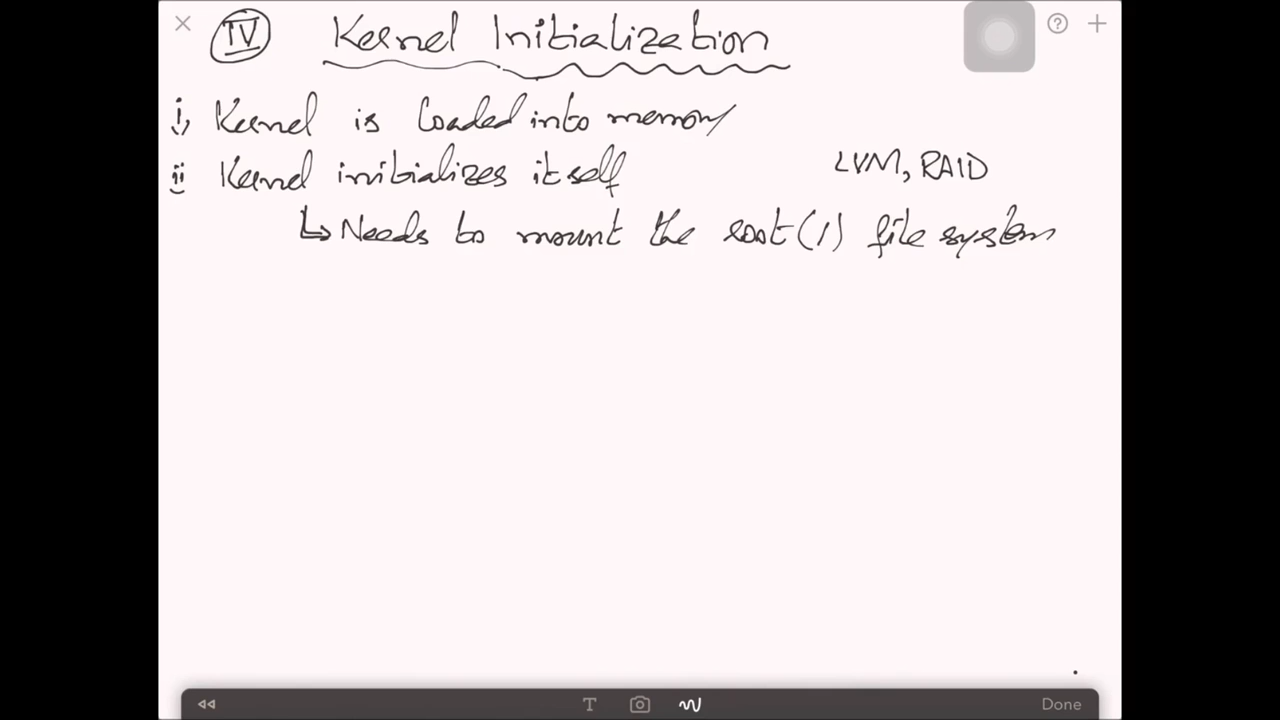 IV Kernel Initialization
i, Kernel is loaded into memory
ii Kernel initializes itself
LVM, RAID
↳ Needs to mount the root (/) file system
T Done